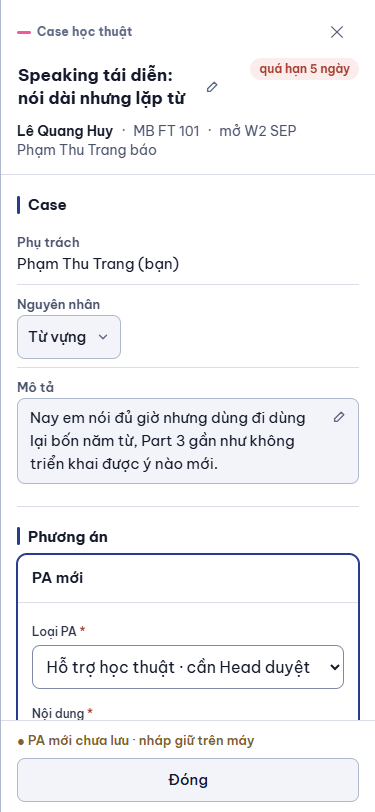 Case học thuật
Speaking tái diễn:
nói dài nhưng lặp từ
quá hạn 5 ngày
Lê Quang Huy · MB FT 101 · mở W2 SEP
Phạm Thu Trang báo
Case
Phụ trách
Phạm Thu Trang (bạn)
Nguyên nhân
Từ vựng
Mô tả
Nay em nói đủ giờ nhưng dùng đi dùng
lại bốn năm từ, Part 3 gần như không
triển khai được ý nào mới.
Phương án
PA mới
Loại PA *
Hỗ trợ học thuật · cần Head duyệt
Nội dung *
● PA mới chưa lưu · nháp giữ trên máy
Đóng